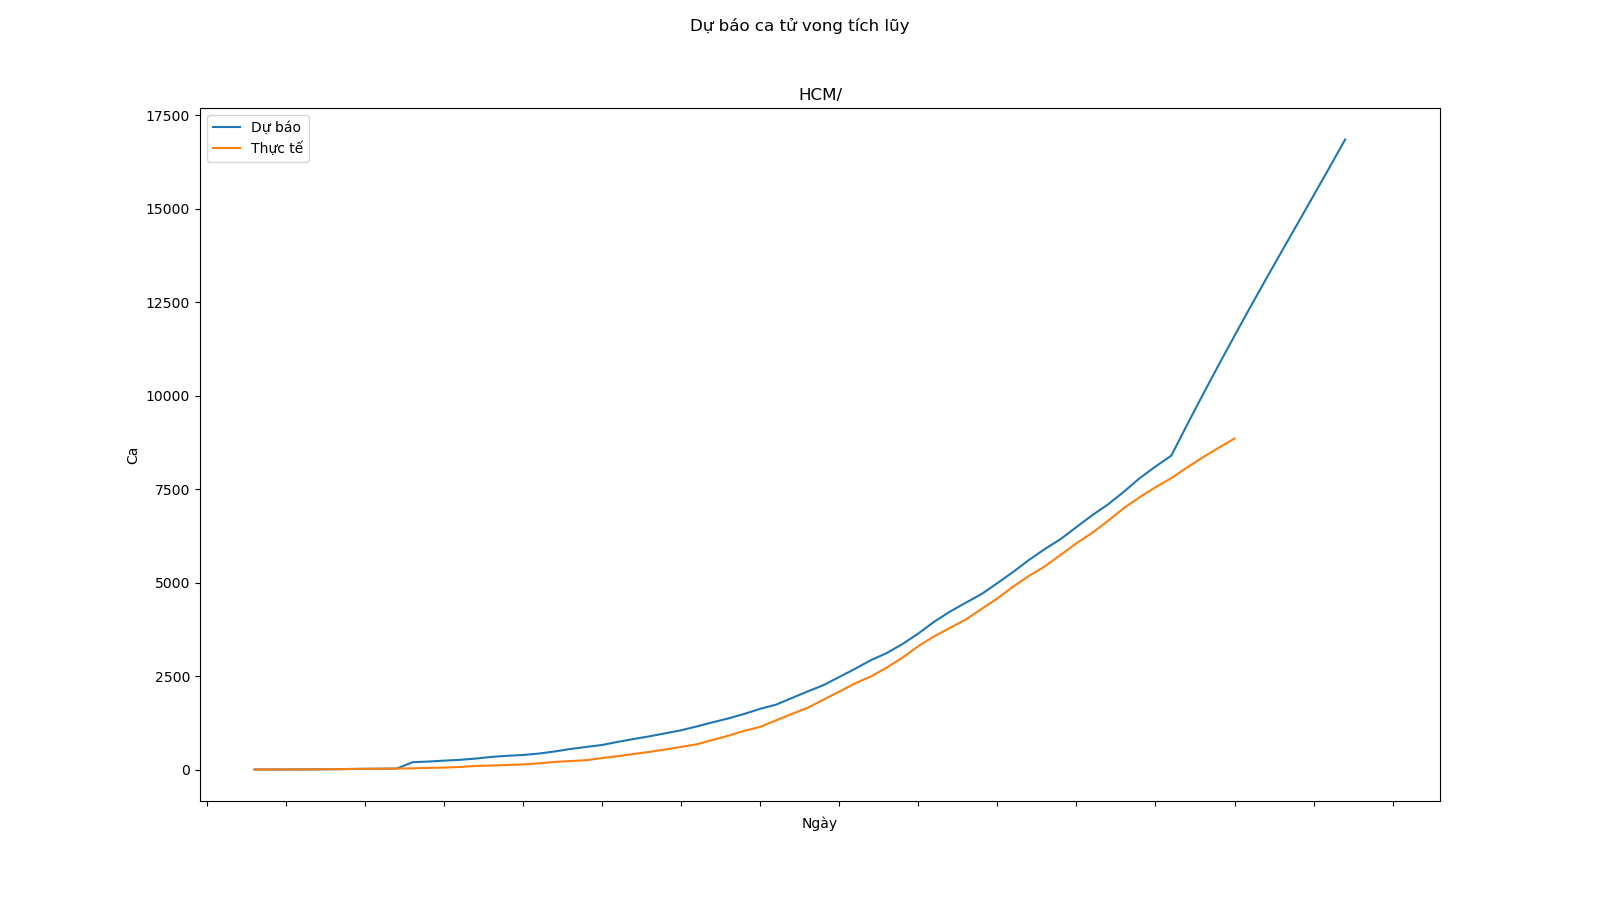 Dự báo ca tử vong tích lũy
HCM/
Dự báo
Thực tế
17500
15000
12500
10000
7500
5000
2500
0
Ca
Ngày